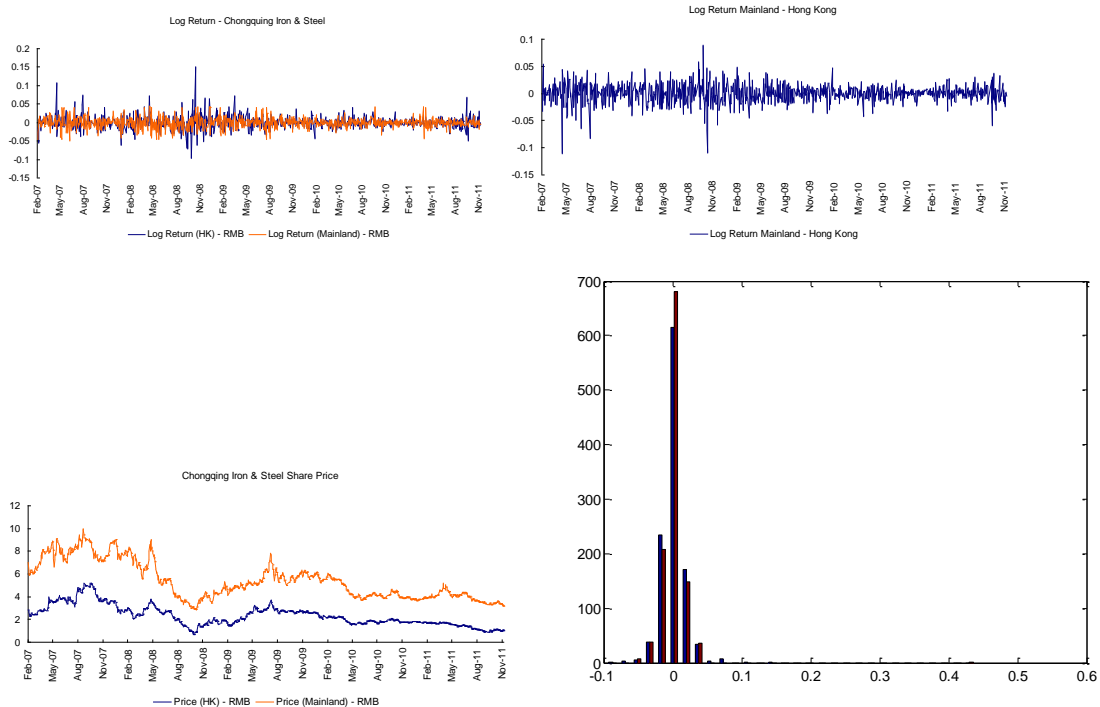 Log Return - Chongquing Iron & Steel
0.2
0.15
0.1
0.05
0
-0.05
-0.1
-0.15
Feb-07 May-07 Aug-07 Nov-07 Feb-08 May-08 Aug-08 Nov-08 Feb-09 May-09 Aug-09 Nov-09 Feb-10 May-10 Aug-10 Nov-10 Feb-11 May-11 Aug-11 Nov-11
Log Return (HK) - RMB Log Return (Mainland) - RMB
Log Return Mainland - Hong Kong
0.1
0.05
0
-0.05
-0.1
-0.15
Feb-07 May-07 Aug-07 Nov-07 Feb-08 May-08 Aug-08 Nov-08 Feb-09 May-09 Aug-09 Nov-09 Feb-10 May-10 Aug-10 Nov-10 Feb-11 May-11 Aug-11 Nov-11
Log Return Mainland - Hong Kong
Chongqing Iron & Steel Share Price
12
10
8
6
4
2
0
Feb-07 May-07 Aug-07 Nov-07 Feb-08 May-08 Aug-08 Nov-08 Feb-09 May-09 Aug-09 Nov-09 Feb-10 May-10 Aug-10 Nov-10 Feb-11 May-11 Aug-11 Nov-11
Price (HK) - RMB Price (Mainland) - RMB
700
600
500
400
300
200
100
0
-0.1 0 0.1 0.2 0.3 0.4 0.5 0.6